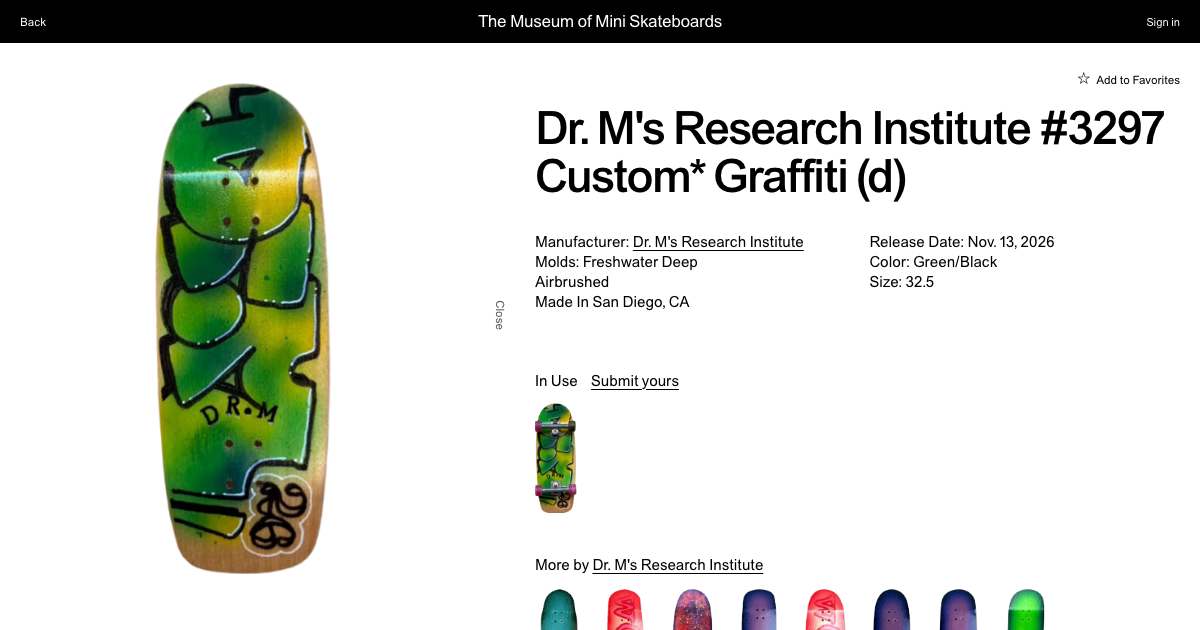 Back
The Museum of Mini Skateboards
Sign in
☆ Add to Favorites
Dr. M's Research Institute #3297
Custom* Graffiti (d)
Manufacturer: Dr. M's Research Institute
Molds: Freshwater Deep
Airbrushed
Made In San Diego, CA
Release Date: Nov. 13, 2026
Color: Green/Black
Size: 32.5
Close
DR.M
In Use Submit yours
More by Dr. M's Research Institute